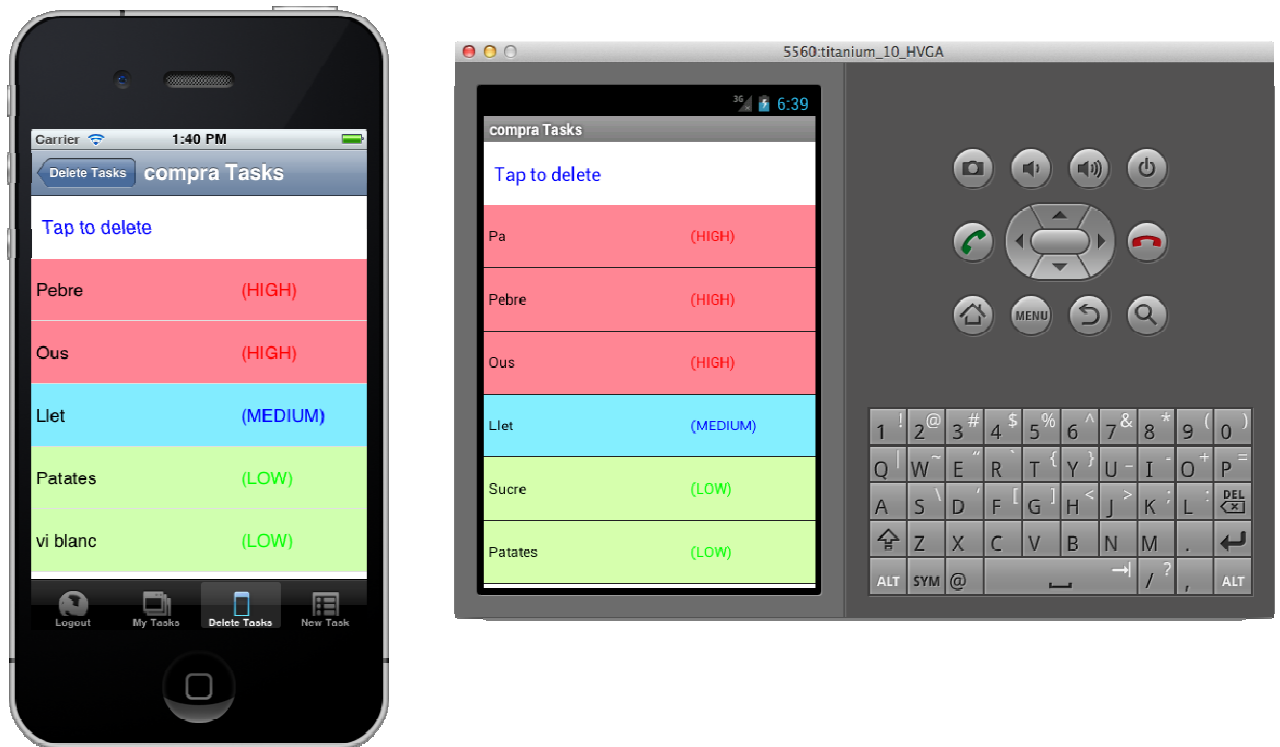 Carrier 1:40 PM
Delete Tasks compra Tasks
Tap to delete
Pebre (HIGH)
Ous (HIGH)
Llet (MEDIUM)
Patates (LOW)
vi blanc (LOW)
Logout My Tasks Delete Tasks New Task
5560:titanium_10_HVGA
3G 6:39
compra Tasks
Tap to delete
Pa (HIGH)
Pebre (HIGH)
Ous (HIGH)
Llet (MEDIUM)
Sucre (LOW)
Patates (LOW)
MENU
1 ! 2 @ 3 # 4 $ 5 % 6 ^ 7 & 8 * 9 ( 0 )
Q | W ~ E " R ` T { Y } U _ I - O + P =
A S \ D ' F [ G ] H < J > K ; L : DEL
Z X C V B N M .
ALT SYM @ / ? , ALT